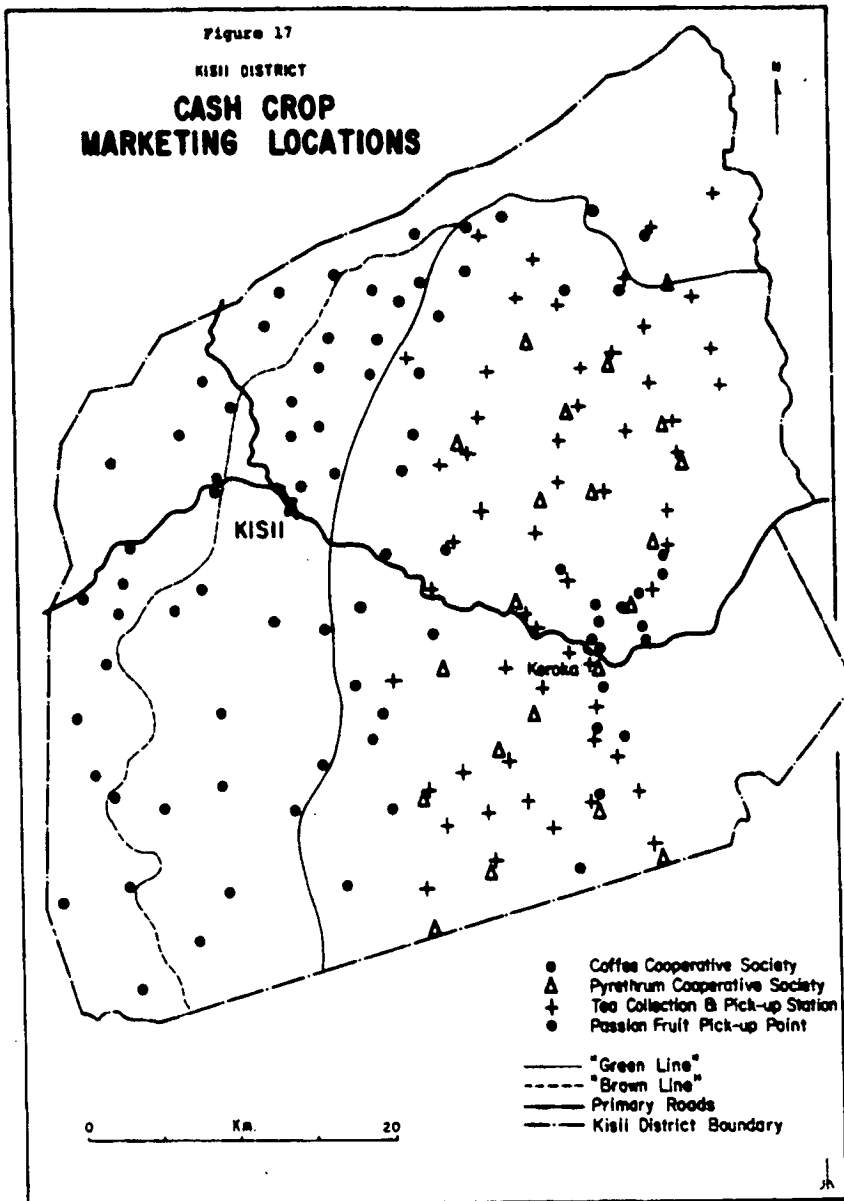 Figure 17
KISII DISTRICT
CASH CROP
MARKETING LOCATIONS
N
KISII
Keroka
Coffee Cooperative Society
Pyrethrum Cooperative Society
Tea Collection & Pick-up Station
Passion Fruit Pick-up Point
"Green Line"
"Brown Line"
Primary Roads
Kisii District Boundary
0 Km. 20